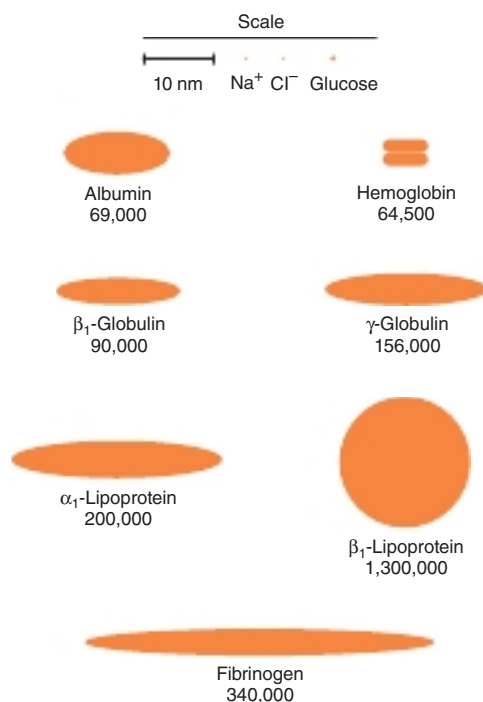 Scale
10 nm Na⁺ Cl⁻ Glucose
Albumin
69,000
Hemoglobin
64,500
β₁-Globulin
90,000
γ-Globulin
156,000
α₁-Lipoprotein
200,000
β₁-Lipoprotein
1,300,000
Fibrinogen
340,000